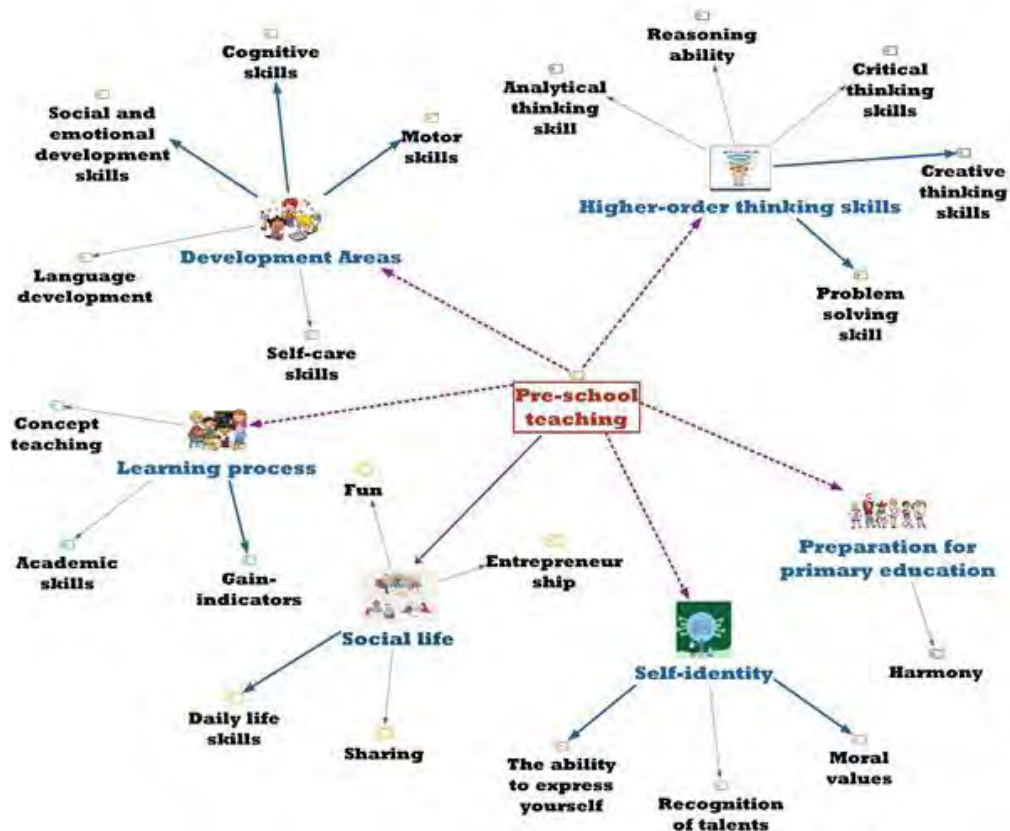 Cognitive
skills
Social and
emotional
development
skills
Motor
skills
Development Areas
Language
development
Self-care
skills
Reasoning
ability
Analytical
thinking
skill
Critical
thinking
skills
Creative
thinking
skills
Higher-order thinking skills
Problem
solving
skill
Pre-school
teaching
Concept
teaching
Learning process
Academic
skills
Gain-
indicators
Fun
Entrepreneur
ship
Social life
Daily life
skills
Sharing
Self-identity
The ability
to express
yourself
Recognition
of talents
Moral
values
Preparation for
primary education
Harmony